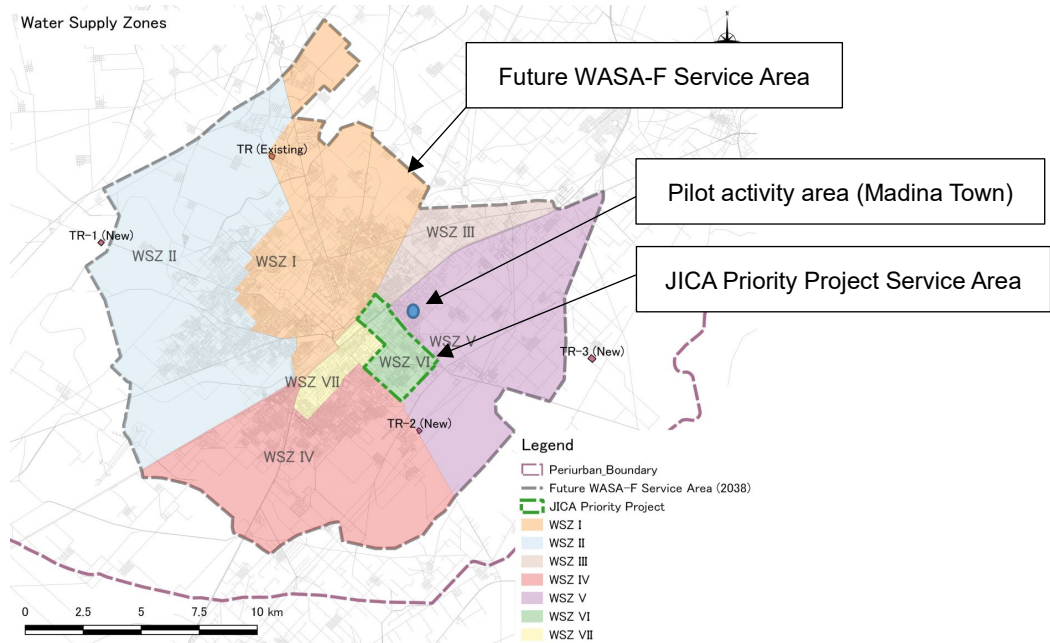 Water Supply Zones
Future WASA-F Service Area
TR (Existing)
Pilot activity area (Madina Town)
WSZ III
TR-1 (New)
WSZ II
WSZ I
JICA Priority Project Service Area
WSZ V
TR-3 (New)
WSZ VI
WSZ VII
TR-2 (New)
WSZ IV
Legend
Periurban_Boundary
Future WASA-F Service Area (2038)
JICA Priority Project
WSZ I
WSZ II
WSZ III
WSZ IV
WSZ V
WSZ VI
WSZ VII
0 2.5 5 7.5 10 km